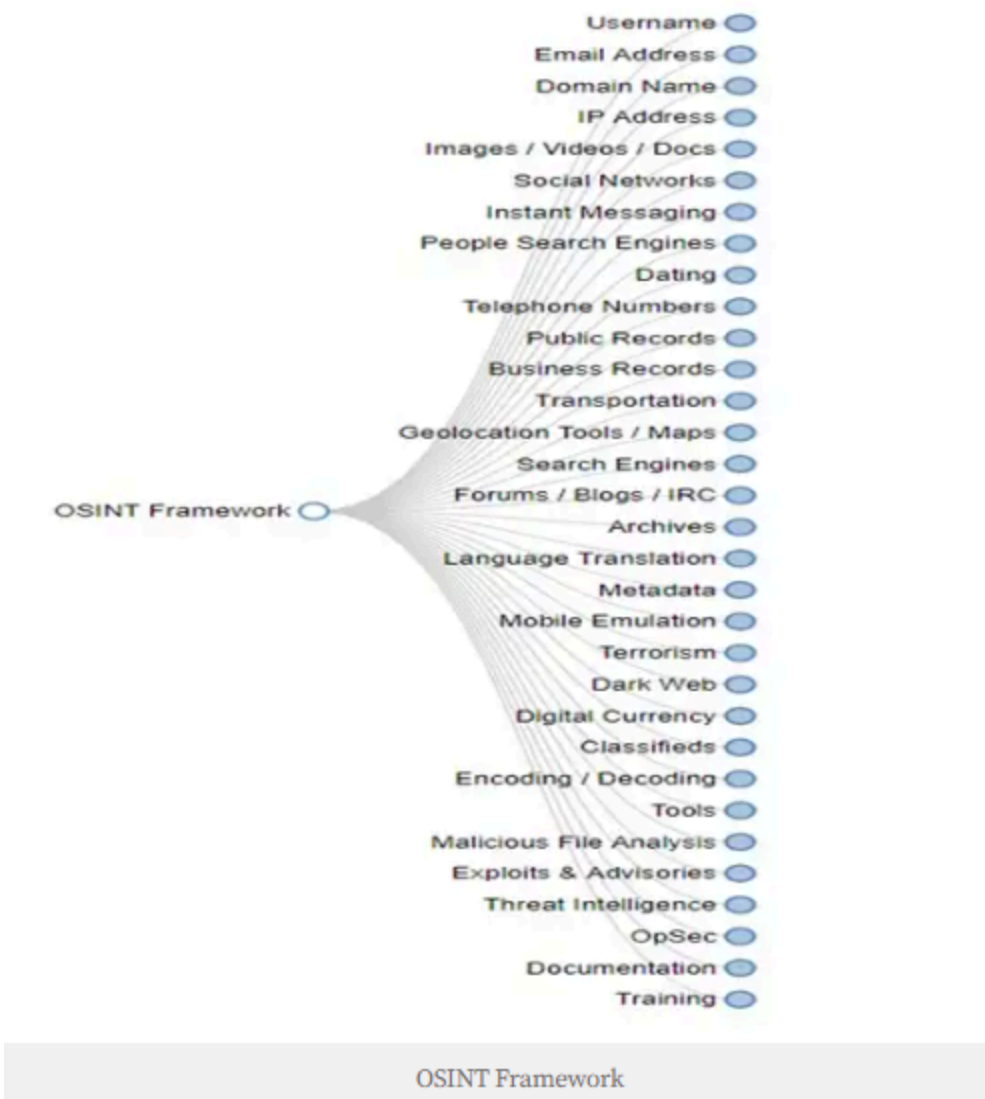 Username
Email Address
Domain Name
IP Address
Images / Videos / Docs
Social Networks
Instant Messaging
People Search Engines
Dating
Telephone Numbers
Public Records
Business Records
Transportation
Geolocation Tools / Maps
Search Engines
Forums / Blogs / IRC
OSINT Framework
Archives
Language Translation
Metadata
Mobile Emulation
Terrorism
Dark Web
Digital Currency
Classifieds
Encoding / Decoding
Tools
Malicious File Analysis
Exploits & Advisories
Threat Intelligence
OpSec
Documentation
Training
OSINT Framework